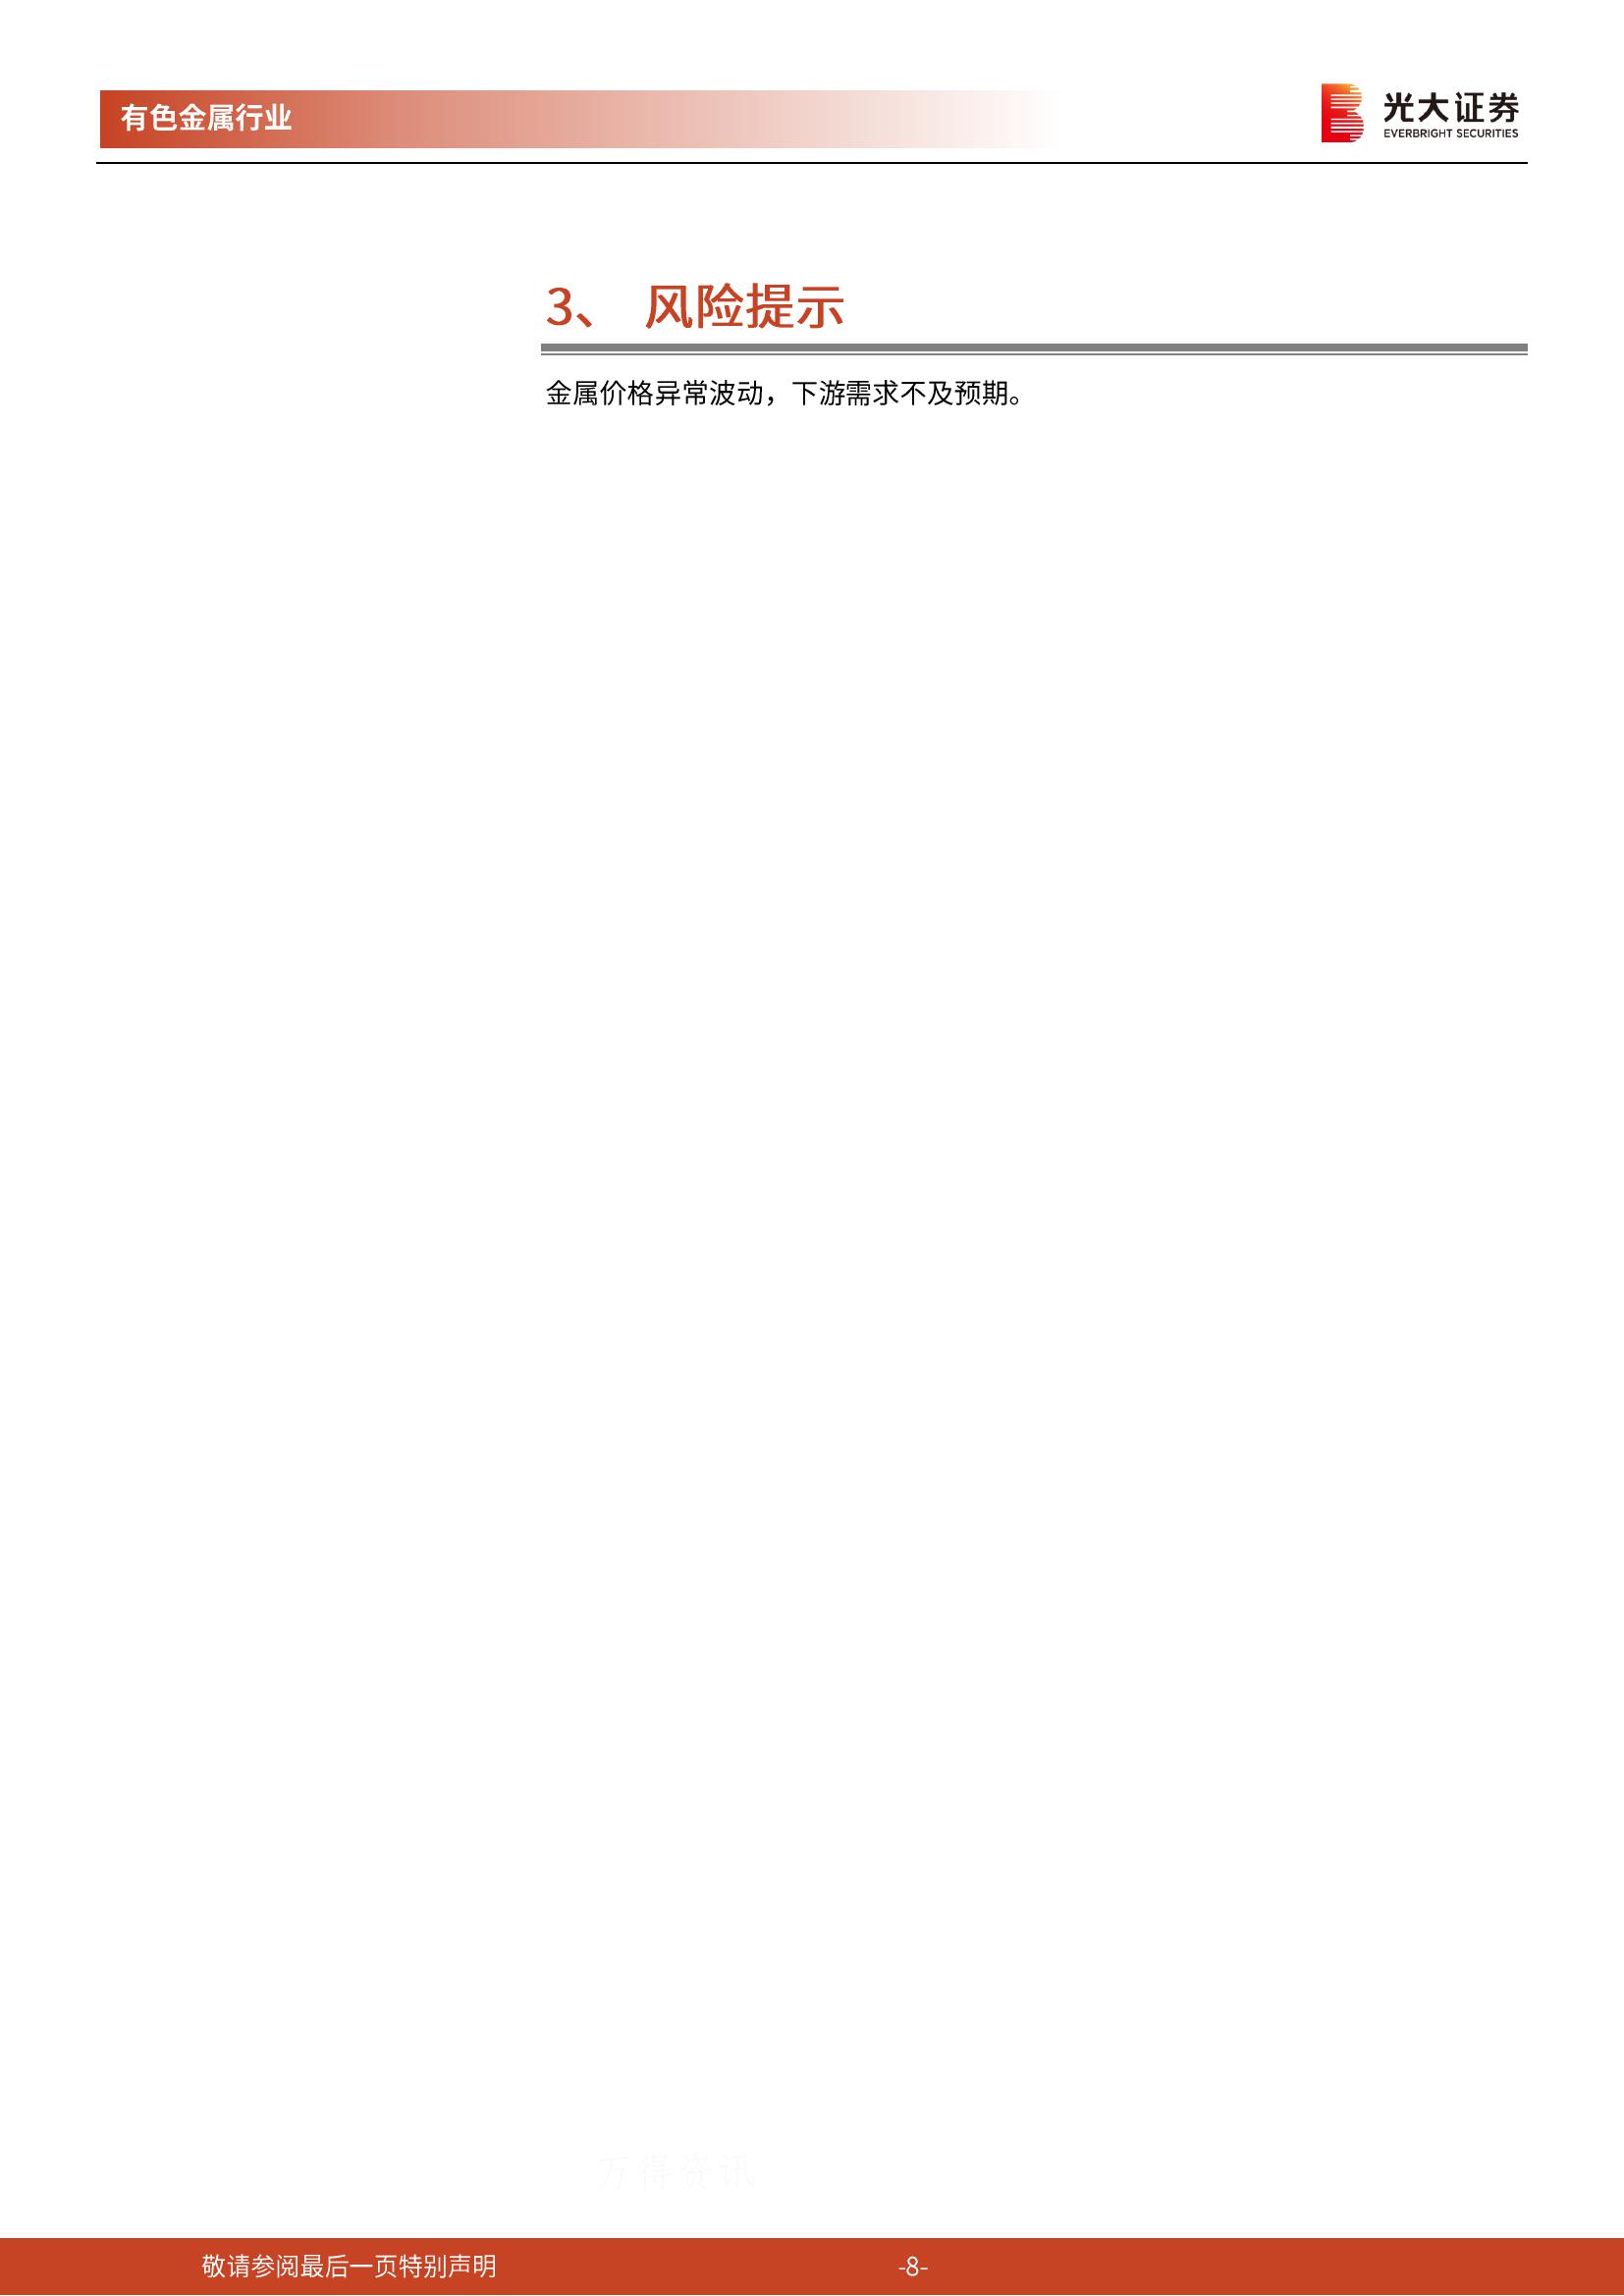 有色金属行业
光大证券
EVERBRIGHT SECURITIES
3、 风险提示
金属价格异常波动，下游需求不及预期。
万得资讯
敬请参阅最后一页特别声明
-8-